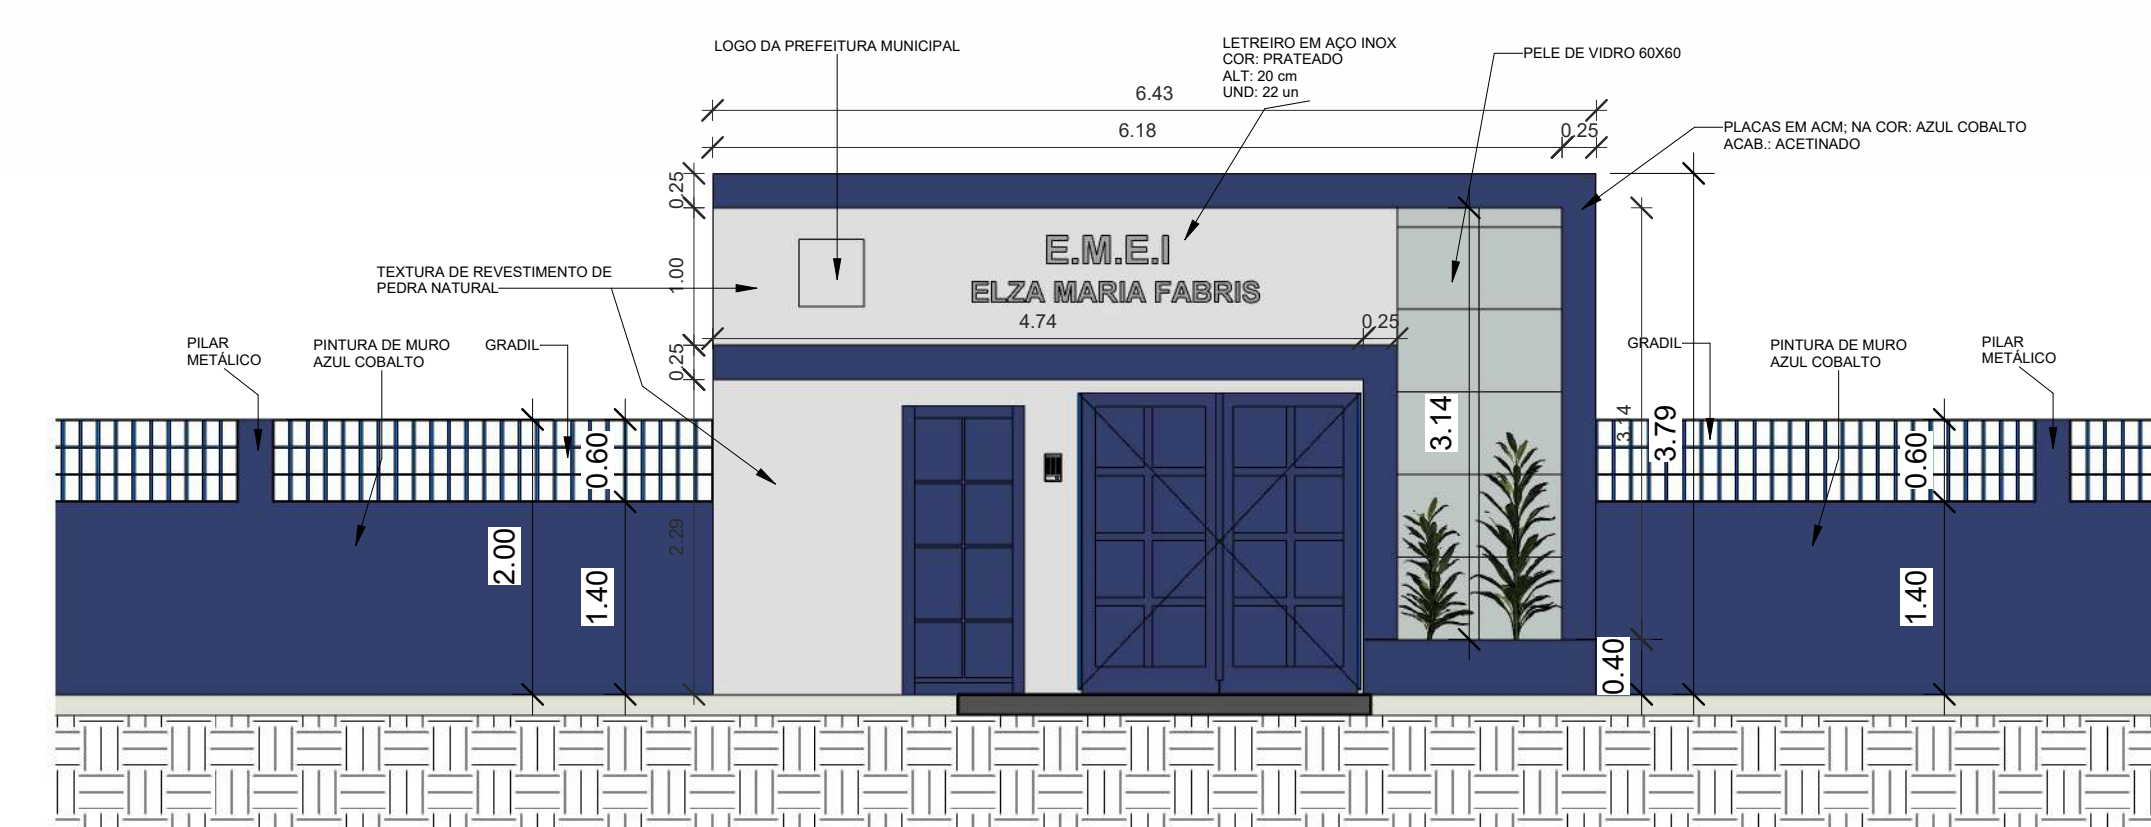 LOGO DA PREFEITURA MUNICIPAL
LETREIRO EM AÇO INOX
COR: PRATEADO
ALT: 20 cm
UND: 22 un
PELE DE VIDRO 60X60
6.43
6.18
0.25
PLACAS EM ACM; NA COR: AZUL COBALTO
ACAB.: ACETINADO
0.25
E.M.E.I
ELZA MARIA FABRIS
TEXTURA DE REVESTIMENTO DE
PEDRA NATURAL
1.00
4.74
0.25
PILAR
METÁLICO
PINTURA DE MURO
AZUL COBALTO
GRADIL
0.25
GRADIL
PINTURA DE MURO
AZUL COBALTO
PILAR
METÁLICO
0.60
3.14
3.14
3.79
0.60
2.00
1.40
2.29
1.40
0.40